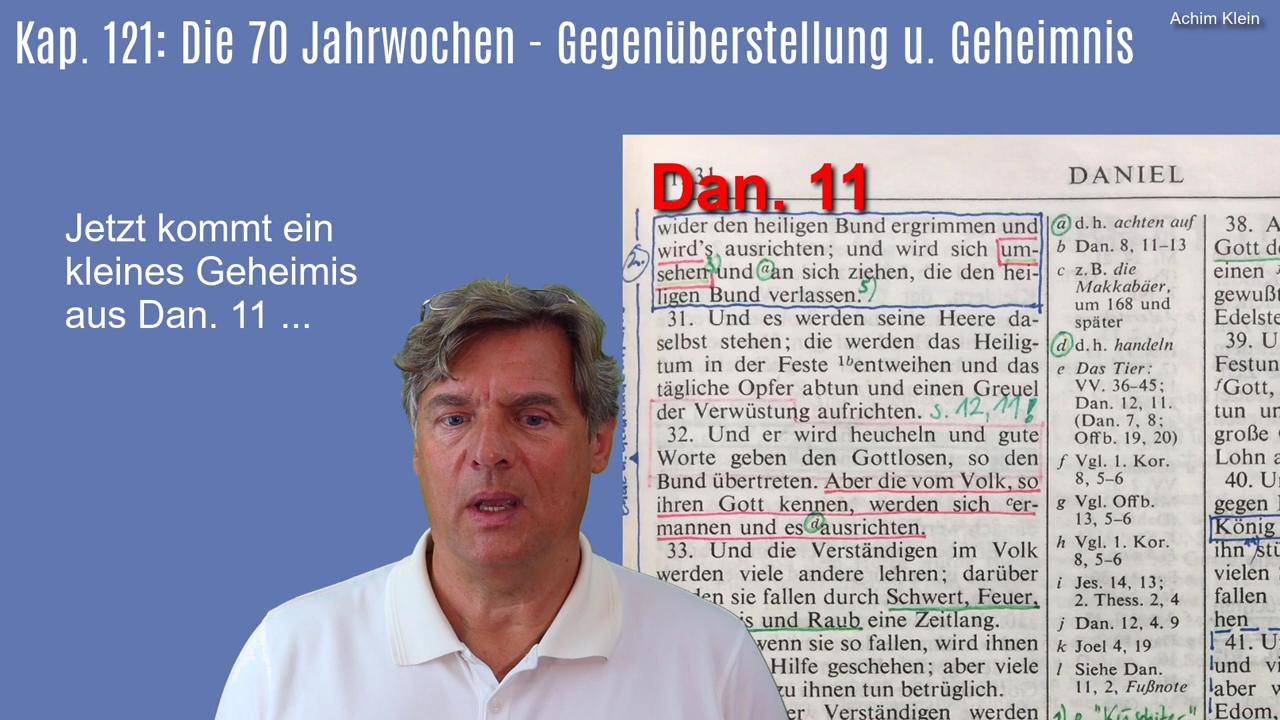 Achim Klein
Kap. 121: Die 70 Jahrwochen - Gegenüberstellung u. Geheimnis
Jetzt kommt ein
kleines Geheimis
aus Dan. 11 ...
Dan. 11
DANIEL
wider den heiligen Bund ergrimmen und
wird's ausrichten; und wird sich um-
sehen und an sich ziehen, die den hei-
ligen Bund verlassen.
31. Und es werden seine Heere da-
selbst stehen; die werden das Heilig-
tum in der Feste 1bentweihen und das
tägliche Opfer abtun und einen Greuel
der Verwüstung aufrichten. s. 12,11!
32. Und er wird heucheln und gute
Worte geben den Gottlosen, so den
Bund übertreten. Aber die vom Volk, so
ihren Gott kennen, werden sich cer-
mannen und es d ausrichten.
33. Und die Verständigen im Volk
werden viele andere lehren; darüber
sie fallen durch Schwert, Feuer,
und Raub eine Zeitlang.
wenn sie so fallen, wird ihnen
Hilfe geschehen; aber viele
zu ihnen tun betrüglich.
Verständigen werden
a d. h. achten auf
b Dan. 8, 11–13
c z. B. die
Makkabäer,
um 168 und
später
d d. h. handeln
e Das Tier:
VV. 36–45;
Dan. 12, 11.
(Dan. 7, 8;
Offb. 19, 20)
f Vgl. 1. Kor.
8, 5–6
g Vgl. Offb.
13, 5–6
h Vgl. 1. Kor.
8, 5–6
i Jes. 14, 13;
2. Thess. 2, 4
j Dan. 12, 4. 9
k Joel 4, 19
l Siehe Dan.
11, 2, Fußnote
38. A
Gott d
einen
gewuß
Edelste
39. U
Festun
fGott,
tun un
große
Lohn a
40. U
gegen
König
ihn stü
vielen
fallen
hen
41. U
und vi
aber w
Edom.